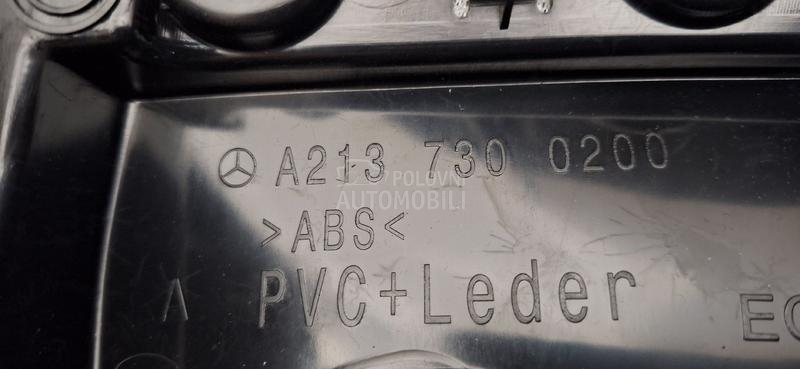 A213 730 0200
POLOVNI
AUTOMOBILI
>ABS<
PVC+Leder